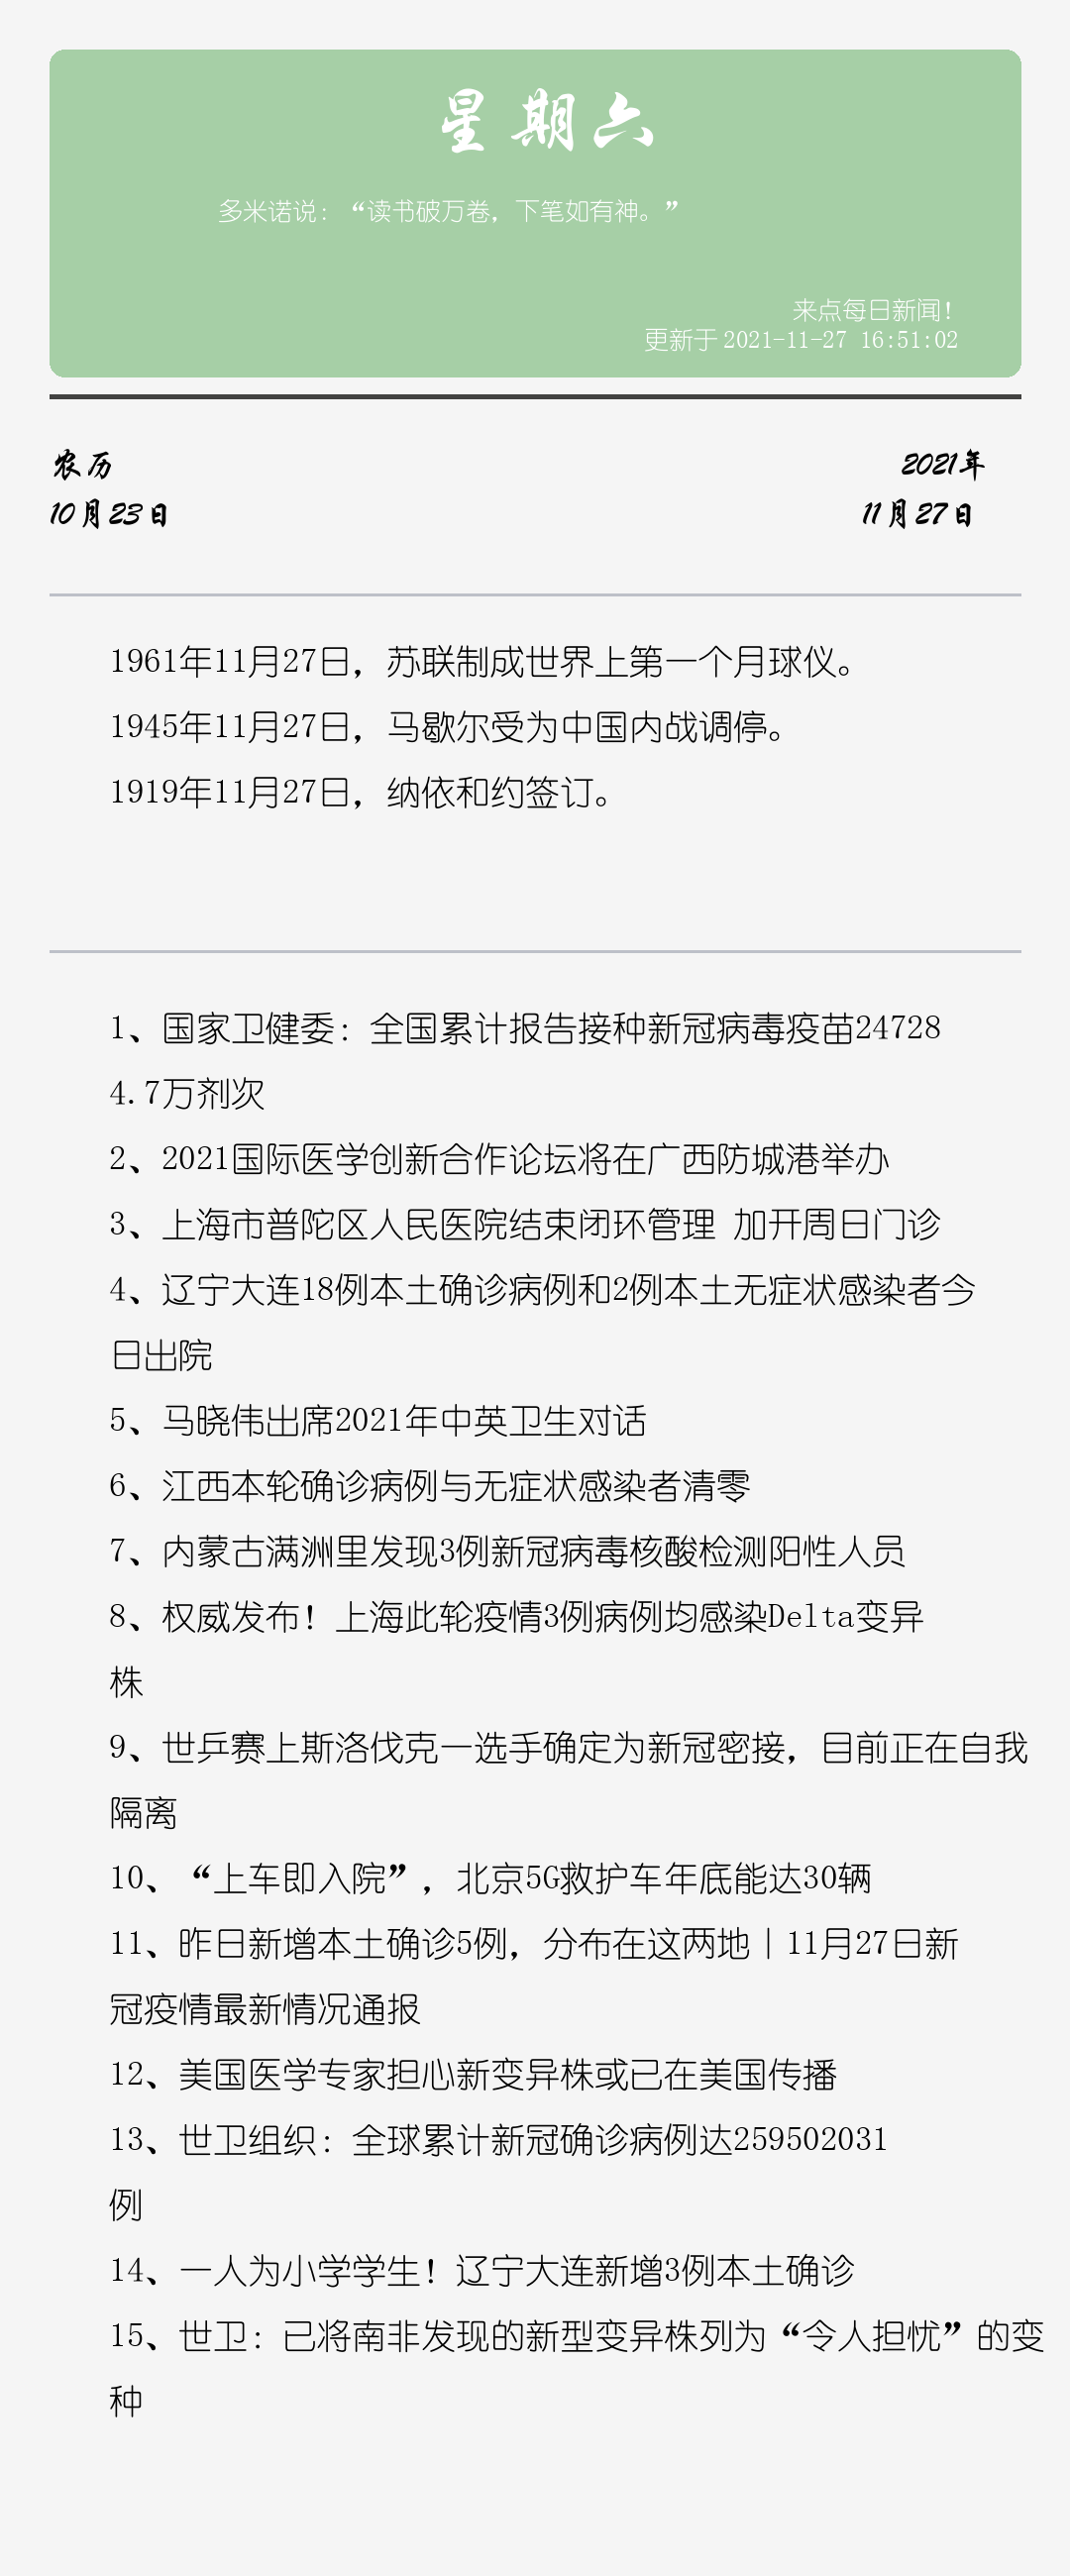 星期六
多米诺说：“读书破万卷，下笔如有神。”
来点每日新闻！
更新于 2021-11-27 16:51:02
农历
10月23日
2021年
11月27日
1961年11月27日，苏联制成世界上第一个月球仪。
1945年11月27日，马歇尔受为中国内战调停。
1919年11月27日，纳依和约签订。
1、国家卫健委：全国累计报告接种新冠病毒疫苗24728
4.7万剂次
2、2021国际医学创新合作论坛将在广西防城港举办
3、上海市普陀区人民医院结束闭环管理 加开周日门诊
4、辽宁大连18例本土确诊病例和2例本土无症状感染者今
日出院
5、马晓伟出席2021年中英卫生对话
6、江西本轮确诊病例与无症状感染者清零
7、内蒙古满洲里发现3例新冠病毒核酸检测阳性人员
8、权威发布！上海此轮疫情3例病例均感染Delta变异
株
9、世乒赛上斯洛伐克一选手确定为新冠密接，目前正在自我
隔离
10、“上车即入院”，北京5G救护车年底能达30辆
11、昨日新增本土确诊5例，分布在这两地｜11月27日新
冠疫情最新情况通报
12、美国医学专家担心新变异株或已在美国传播
13、世卫组织：全球累计新冠确诊病例达259502031
例
14、一人为小学学生！辽宁大连新增3例本土确诊
15、世卫：已将南非发现的新型变异株列为“令人担忧”的变
种